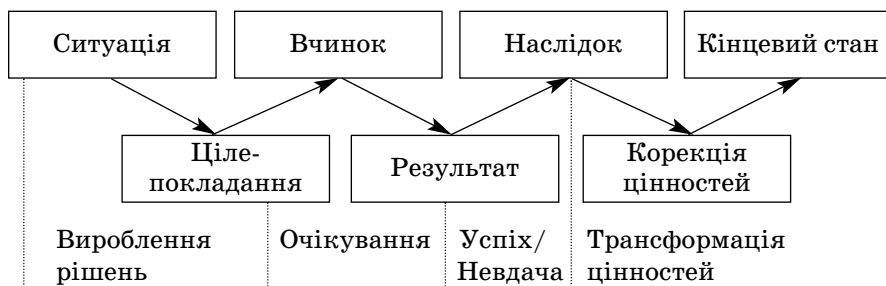 Ситуація
Вчинок
Наслідок
Кінцевий стан
Ціле-
покладання
Результат
Корекція
цінностей
Вироблення
рішень
Очікування
Успіх/
Невдача
Трансформація
цінностей